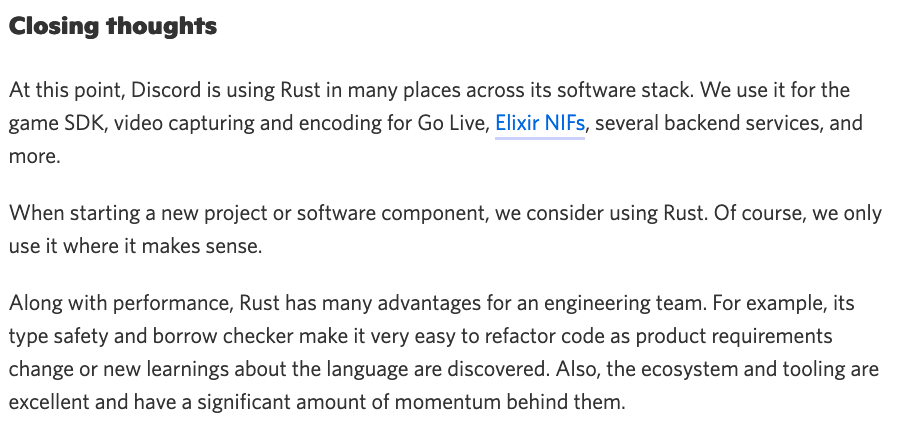 Closing thoughts
At this point, Discord is using Rust in many places across its software stack. We use it for the
game SDK, video capturing and encoding for Go Live, Elixir NIFs, several backend services, and
more.
When starting a new project or software component, we consider using Rust. Of course, we only
use it where it makes sense.
Along with performance, Rust has many advantages for an engineering team. For example, its
type safety and borrow checker make it very easy to refactor code as product requirements
change or new learnings about the language are discovered. Also, the ecosystem and tooling are
excellent and have a significant amount of momentum behind them.